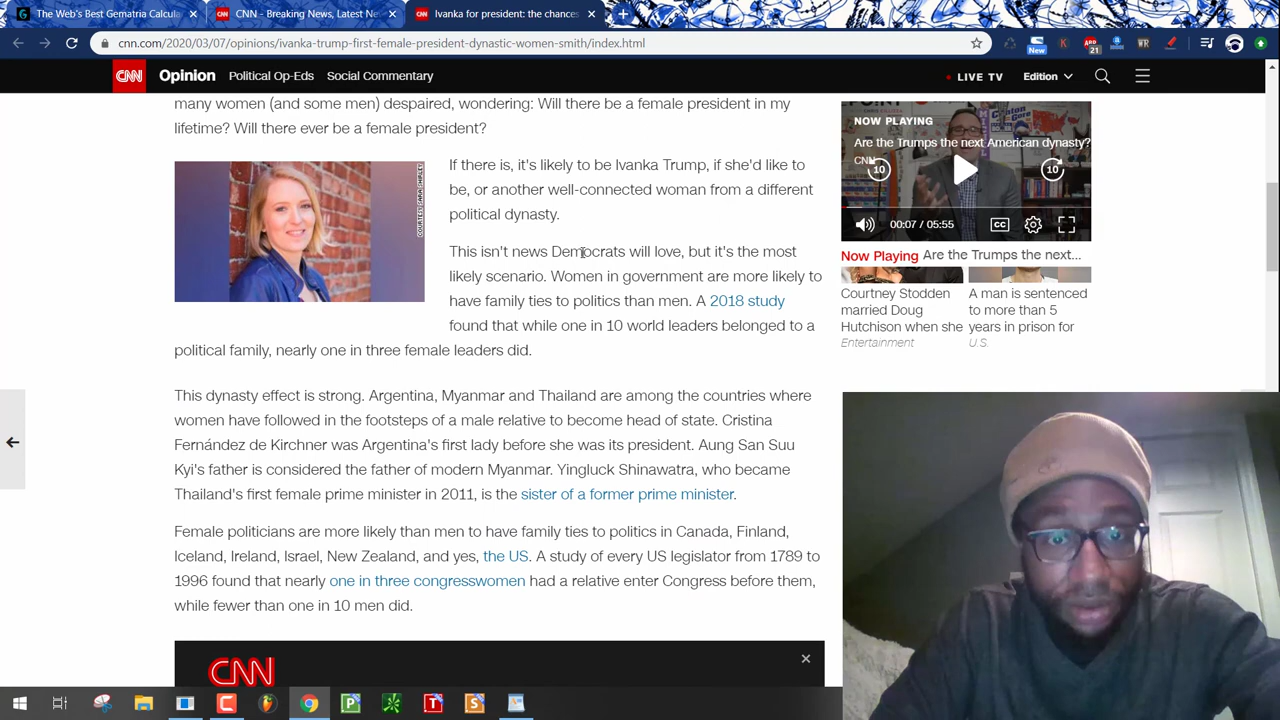 The Web's Best Gematria Calcula
CNN - Breaking News, Latest Ne
Ivanka for president: the chances
cnn.com/2020/03/07/opinions/ivanka-trump-first-female-president-dynastic-women-smith/index.html
New
21
WR
CNN Opinion Political Op-Eds Social Commentary
LIVE TV Edition
many women (and some men) despaired, wondering: Will there be a female president in my
lifetime? Will there ever be a female president?
COURTESY SARA SHIPLEY
If there is, it's likely to be Ivanka Trump, if she'd like to
be, or another well-connected woman from a different
political dynasty.
This isn't news Democrats will love, but it's the most
likely scenario. Women in government are more likely to
have family ties to politics than men. A 2018 study
found that while one in 10 world leaders belonged to a
political family, nearly one in three female leaders did.
This dynasty effect is strong. Argentina, Myanmar and Thailand are among the countries where
women have followed in the footsteps of a male relative to become head of state. Cristina
Fernández de Kirchner was Argentina's first lady before she was its president. Aung San Suu
Kyi's father is considered the father of modern Myanmar. Yingluck Shinawatra, who became
Thailand's first female prime minister in 2011, is the sister of a former prime minister.
Female politicians are more likely than men to have family ties to politics in Canada, Finland,
Iceland, Ireland, Israel, New Zealand, and yes, the US. A study of every US legislator from 1789 to
1996 found that nearly one in three congresswomen had a relative enter Congress before them,
while fewer than one in 10 men did.
CNN
NOW PLAYING
Are the Trumps the next American dynasty?
CNN
10
10
00:07 / 05:55
CC
Now Playing Are the Trumps the next...
Courtney Stodden
married Doug
Hutchison when she
Entertainment
A man is sentenced
to more than 5
years in prison for
U.S.